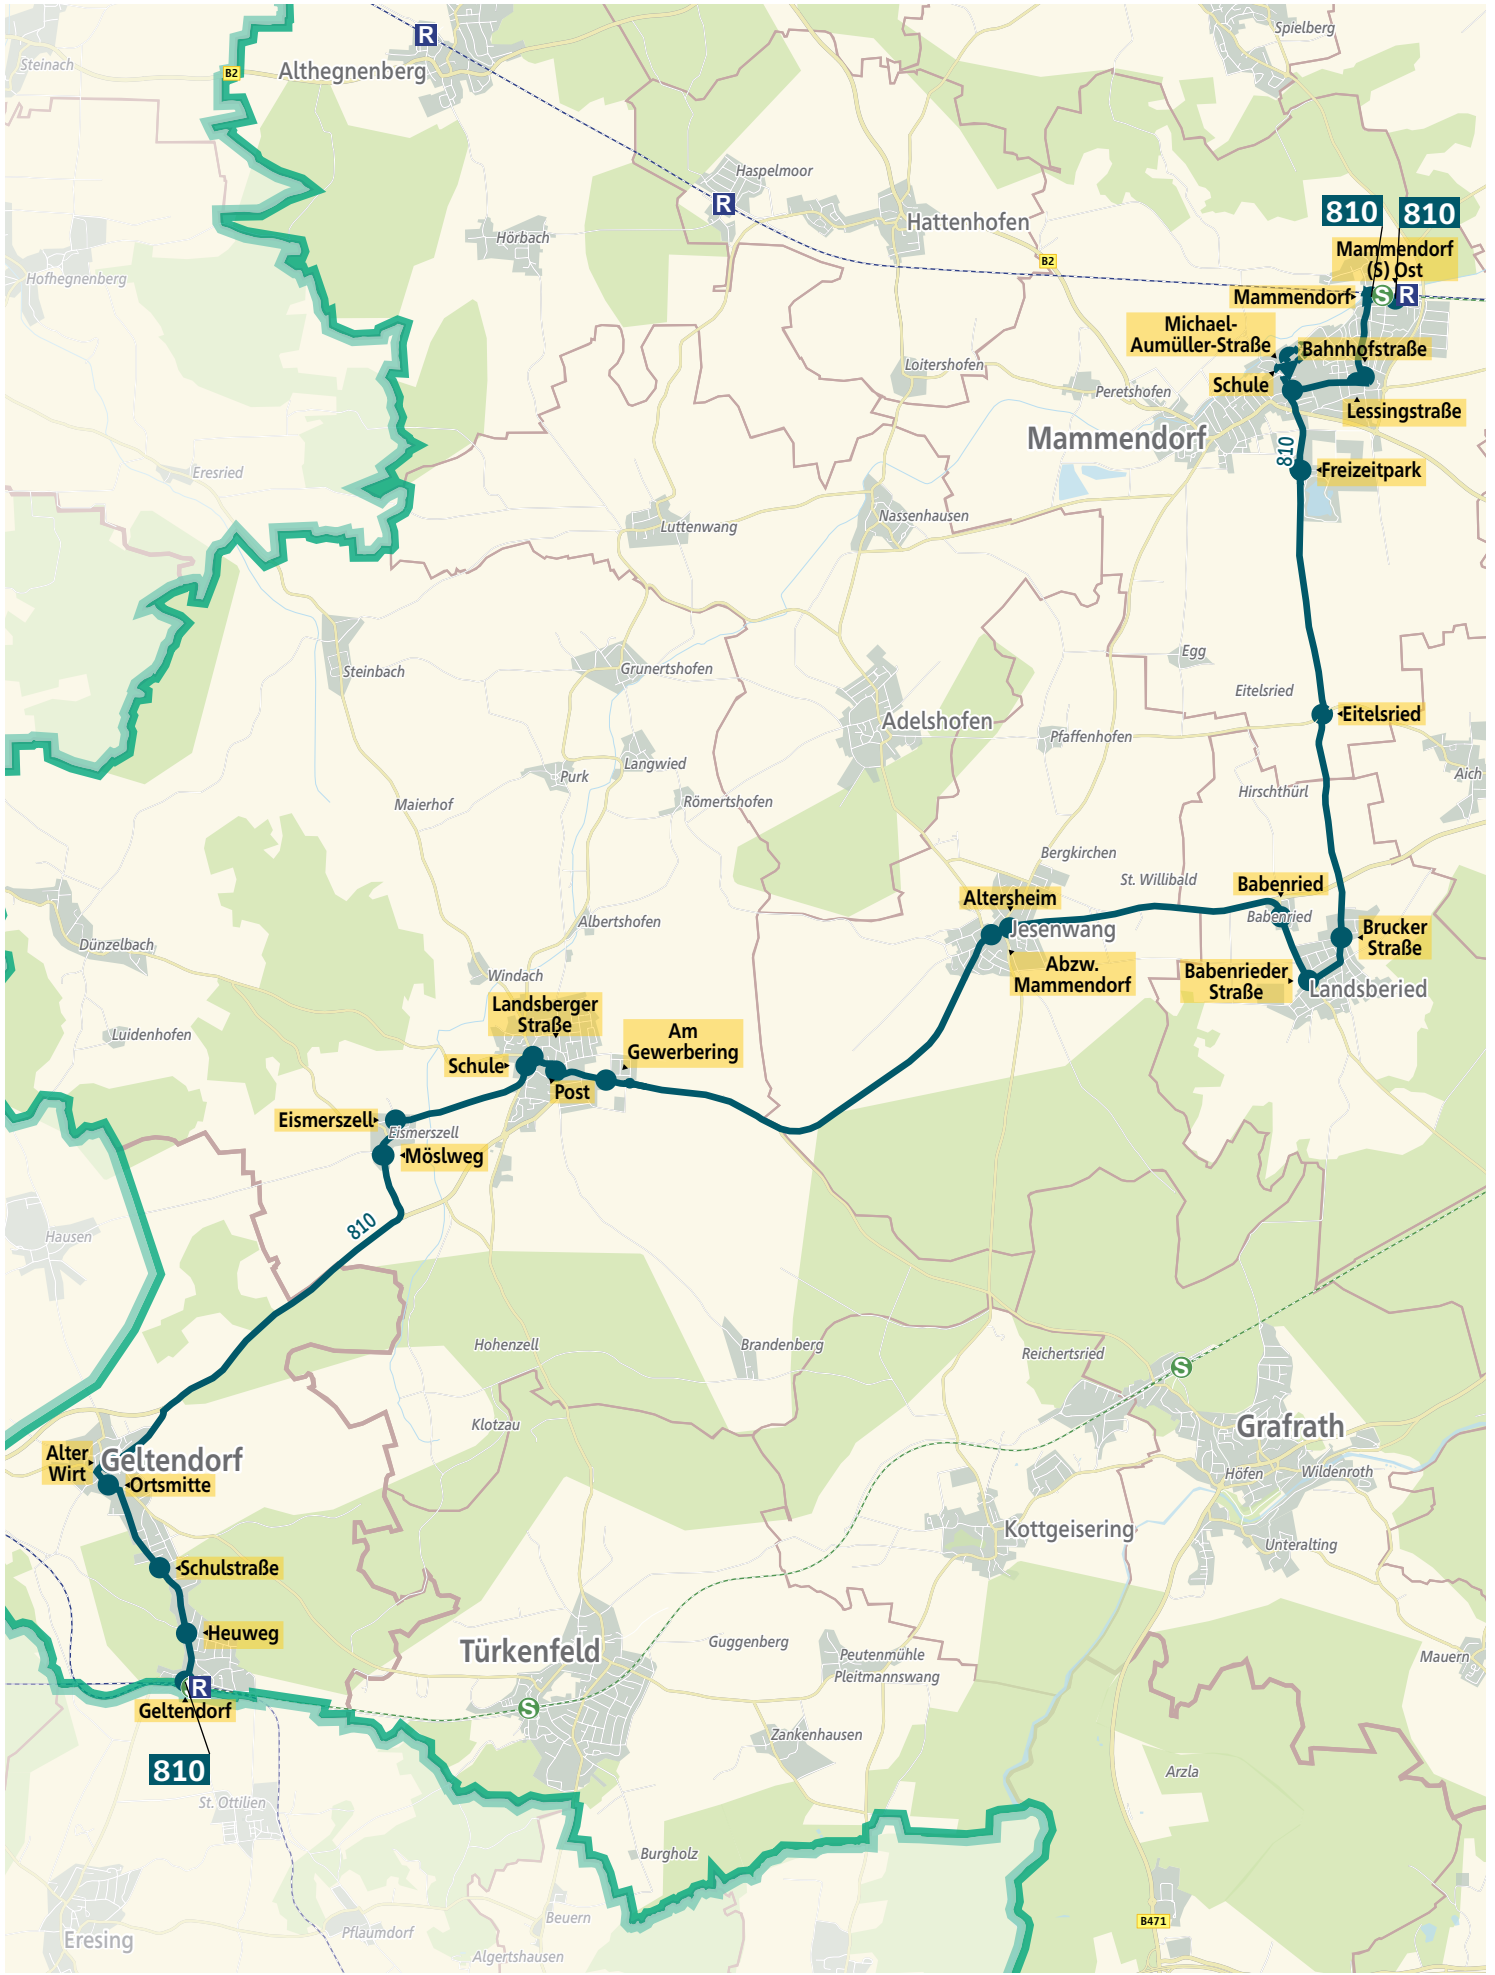 Spielberg
R
Steinach
B2
Althegnenberg
Haspelmoor
R
810
810
Hattenhofen
Hörbach
Mammendorf
(S) Ost
B2
Hofhegnenberg
Mammendorf
S
R
Michael-
Aumüller-Straße
Bahnhofstraße
Loitershofen
Schule
Peretshofen
Lessingstraße
Mammendorf
810
Freizeitpark
Eresried
Nassenhausen
Luttenwang
Egg
Steinbach
Grunertshofen
Eitelsried
Eitelsried
Adelshofen
Pfaffenhofen
Langwied
Purk
Aich
Hirschthürl
Maierhof
Römertshofen
Bergkirchen
St. Willibald
Babenried
Altersheim
Babenried
Albertshofen
Jesenwang
Brucker
Straße
Dünzelbach
Abzw.
Mammendorf
Babenrieder
Straße
Windach
Landsberied
Landsberger
Straße
Am
Gewerbering
Luidenhofen
Schule
Post
Eismerszell
Eismerszell
Möslweg
810
Hausen
Hohenzell
Brandenberg
Reichertsried
S
Klotzau
Grafrath
Alter
Wirt
Geltendorf
Ortsmitte
Höfen
Wildenroth
Kottgeisering
Unteralting
Schulstraße
Heuweg
Türkenfeld
Guggenberg
Peutenmühle
Pleitmannswang
Mauern
R
Geltendorf
S
Zankenhausen
810
Arzla
St. Ottilien
Burgholz
Beuern
B471
Pflaumdorf
Eresing
Algertshausen